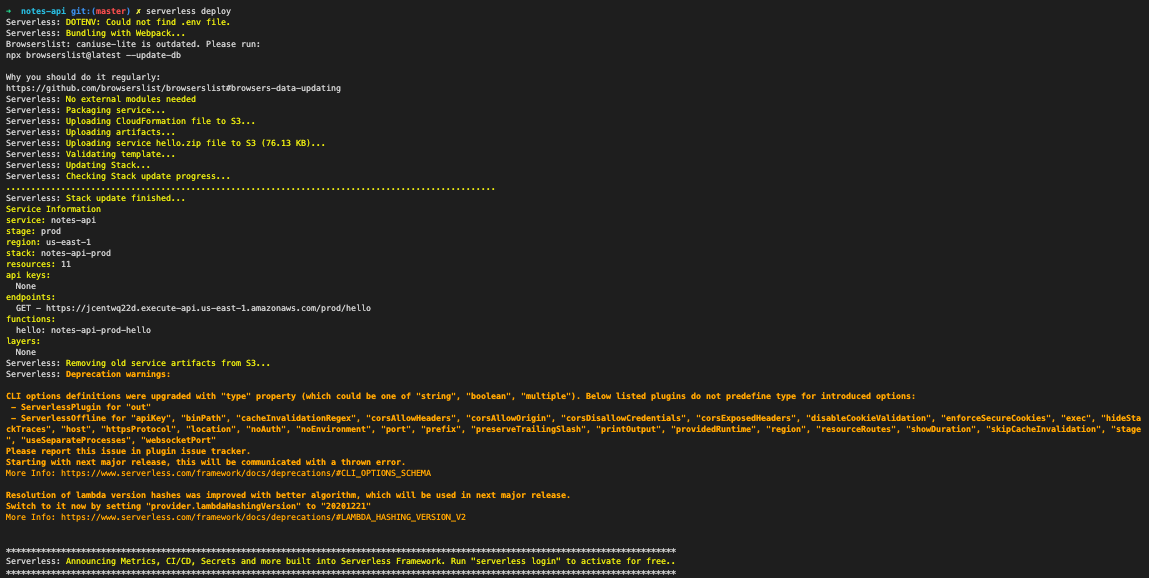 → notes-api git:(master) ✗ serverless deploy
Serverless: DOTENV: Could not find .env file.
Serverless: Bundling with Webpack...
Browserslist: caniuse-lite is outdated. Please run:
npx browserslist@latest --update-db
Why you should do it regularly:
https://github.com/browserslist/browserslist#browsers-data-updating
Serverless: No external modules needed
Serverless: Packaging service...
Serverless: Uploading CloudFormation file to S3...
Serverless: Uploading artifacts...
Serverless: Uploading service hello.zip file to S3 (76.13 KB)...
Serverless: Validating template...
Serverless: Updating Stack...
Serverless: Checking Stack update progress...
..................................................................................................
Serverless: Stack update finished...
Service Information
service: notes-api
stage: prod
region: us-east-1
stack: notes-api-prod
resources: 11
api keys:
  None
endpoints:
  GET - https://jcentwq22d.execute-api.us-east-1.amazonaws.com/prod/hello
functions:
  hello: notes-api-prod-hello
layers:
  None
Serverless: Removing old service artifacts from S3...
Serverless: Deprecation warnings:
CLI options definitions were upgraded with "type" property (which could be one of "string", "boolean", "multiple"). Below listed plugins do not predefine type for introduced options:
 - ServerlessPlugin for "out"
 - ServerlessOffline for "apiKey", "binPath", "cacheInvalidationRegex", "corsAllowHeaders", "corsAllowOrigin", "corsDisallowCredentials", "corsExposedHeaders", "disableCookieValidation", "enforceSecureCookies", "exec", "hideSta
ckTraces", "host", "httpsProtocol", "location", "noAuth", "noEnvironment", "port", "prefix", "preserveTrailingSlash", "printOutput", "providedRuntime", "region", "resourceRoutes", "showDuration", "skipCacheInvalidation", "stage
", "useSeparateProcesses", "websocketPort"
Please report this issue in plugin issue tracker.
Starting with next major release, this will be communicated with a thrown error.
More Info: https://www.serverless.com/framework/docs/deprecations/#CLI_OPTIONS_SCHEMA
Resolution of lambda version hashes was improved with better algorithm, which will be used in next major release.
Switch to it now by setting "provider.lambdaHashingVersion" to "20201221"
More Info: https://www.serverless.com/framework/docs/deprecations/#LAMBDA_HASHING_VERSION_V2
**************************************************************************************************************************************
Serverless: Announcing Metrics, CI/CD, Secrets and more built into Serverless Framework. Run "serverless login" to activate for free..
**************************************************************************************************************************************